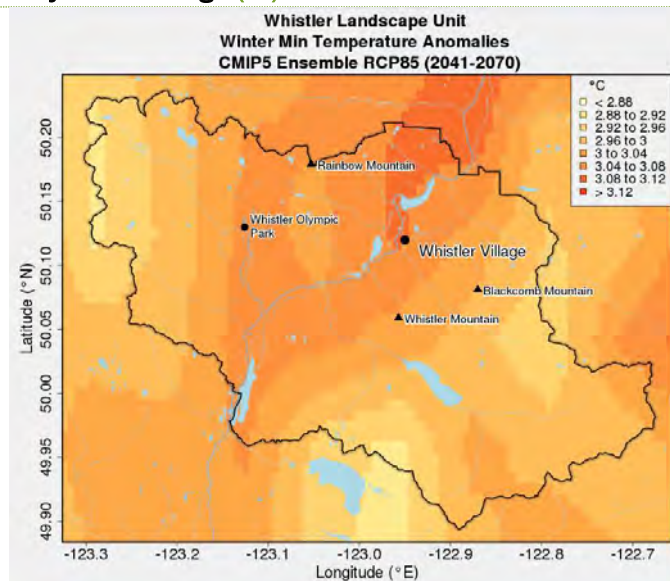 Whistler Landscape Unit
Winter Min Temperature Anomalies
CMIP5 Ensemble RCP85 (2041-2070)
°C
< 2.88
2.88 to 2.92
2.92 to 2.96
2.96 to 3
3 to 3.04
3.04 to 3.08
3.08 to 3.12
> 3.12
50.20
50.15
50.10
50.05
50.00
49.95
49.90
Latitude (°N)
Rainbow Mountain
Whistler Olympic
Park
Whistler Village
Blackcomb Mountain
Whistler Mountain
-123.3
-123.2
-123.1
-123.0
-122.9
-122.8
-122.7
Longitude (°E)